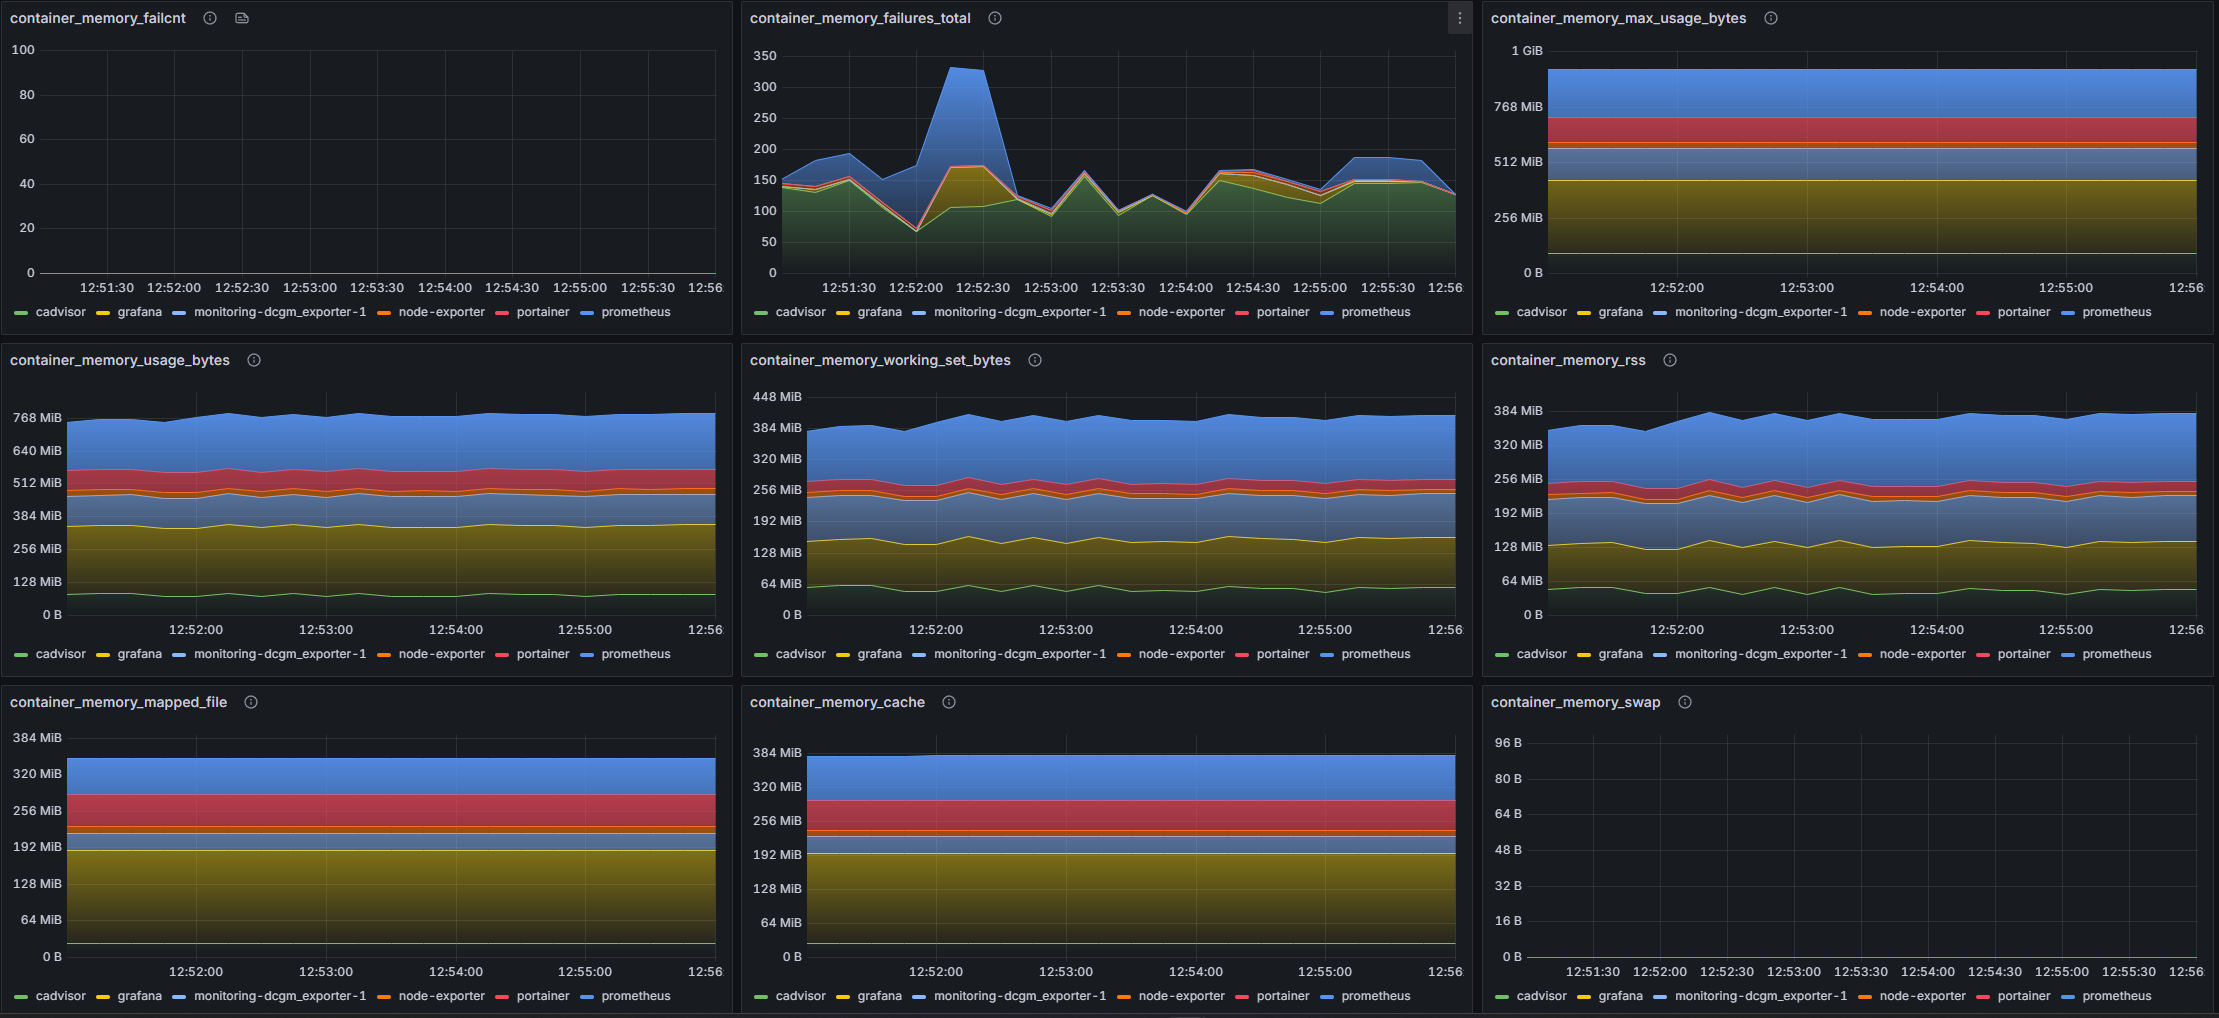 container_memory_failcnt
100
80
60
40
20
0
12:51:30 12:52:00 12:52:30 12:53:00 12:53:30 12:54:00 12:54:30 12:55:00 12:55:30 12:56:
cadvisor grafana monitoring-dcgm_exporter-1 node-exporter portainer prometheus
container_memory_failures_total
350
300
250
200
150
100
50
0
12:51:30 12:52:00 12:52:30 12:53:00 12:53:30 12:54:00 12:54:30 12:55:00 12:55:30 12:56:
cadvisor grafana monitoring-dcgm_exporter-1 node-exporter portainer prometheus
container_memory_max_usage_bytes
1 GiB
768 MiB
512 MiB
256 MiB
0 B
12:52:00 12:53:00 12:54:00 12:55:00 12:56:
cadvisor grafana monitoring-dcgm_exporter-1 node-exporter portainer prometheus
container_memory_usage_bytes
768 MiB
640 MiB
512 MiB
384 MiB
256 MiB
128 MiB
0 B
12:52:00 12:53:00 12:54:00 12:55:00 12:56:
cadvisor grafana monitoring-dcgm_exporter-1 node-exporter portainer prometheus
container_memory_working_set_bytes
448 MiB
384 MiB
320 MiB
256 MiB
192 MiB
128 MiB
64 MiB
0 B
12:52:00 12:53:00 12:54:00 12:55:00 12:56:
cadvisor grafana monitoring-dcgm_exporter-1 node-exporter portainer prometheus
container_memory_rss
384 MiB
320 MiB
256 MiB
192 MiB
128 MiB
64 MiB
0 B
12:52:00 12:53:00 12:54:00 12:55:00 12:56:
cadvisor grafana monitoring-dcgm_exporter-1 node-exporter portainer prometheus
container_memory_mapped_file
384 MiB
320 MiB
256 MiB
192 MiB
128 MiB
64 MiB
0 B
12:52:00 12:53:00 12:54:00 12:55:00 12:56:
cadvisor grafana monitoring-dcgm_exporter-1 node-exporter portainer prometheus
container_memory_cache
384 MiB
320 MiB
256 MiB
192 MiB
128 MiB
64 MiB
0 B
12:52:00 12:53:00 12:54:00 12:55:00 12:56:
cadvisor grafana monitoring-dcgm_exporter-1 node-exporter portainer prometheus
container_memory_swap
96 B
80 B
64 B
48 B
32 B
16 B
0 B
12:51:30 12:52:00 12:52:30 12:53:00 12:53:30 12:54:00 12:54:30 12:55:00 12:55:30 12:56:
cadvisor grafana monitoring-dcgm_exporter-1 node-exporter portainer prometheus